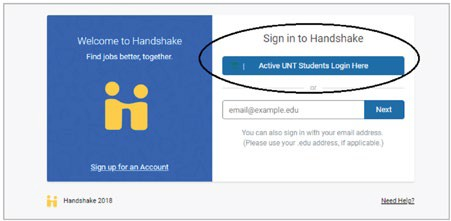 Welcome to Handshake
Find jobs better, together.
Sign up for an Account
Sign in to Handshake
Active UNT Students Login Here
or
email@example.edu
Next
You can also sign in with your email address.
(Please use your .edu address, if applicable.)
Handshake 2018
Need Help?